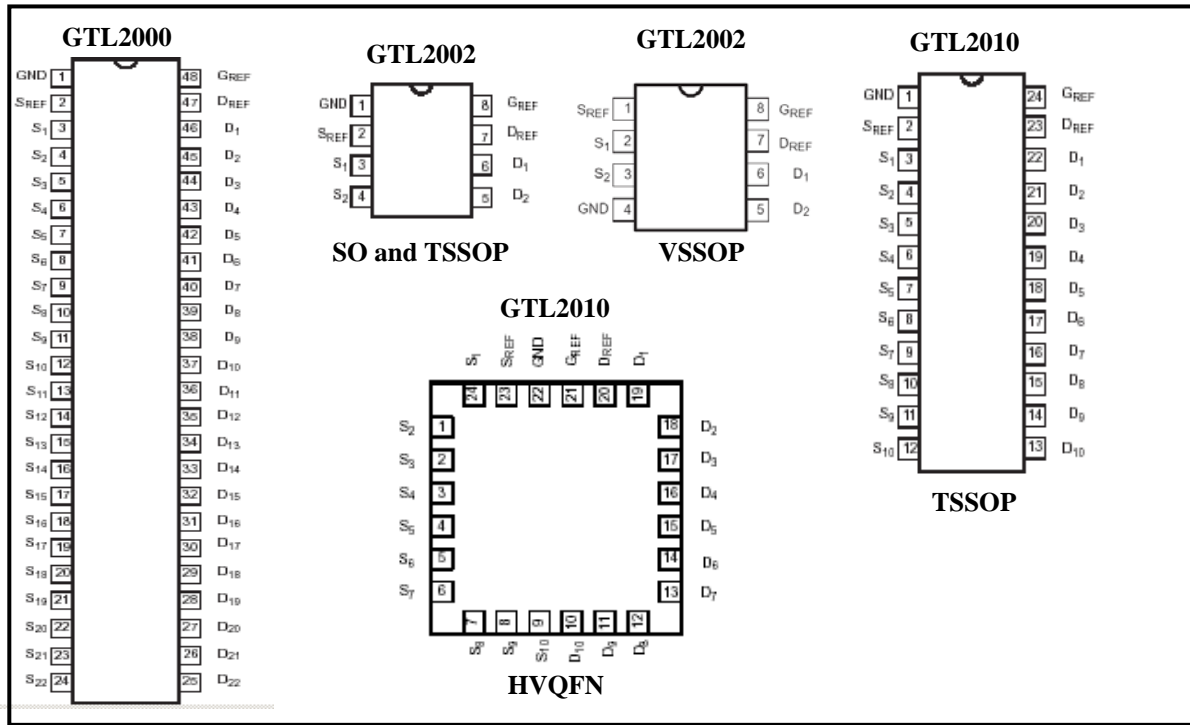 GTL2000
GND 1 48 GREF
SREF 2 47 DREF
S1 3 46 D1
S2 4 45 D2
S3 5 44 D3
S4 6 43 D4
S5 7 42 D5
S6 8 41 D6
S7 9 40 D7
S8 10 39 D8
S9 11 38 D9
S10 12 37 D10
S11 13 36 D11
S12 14 35 D12
S13 15 34 D13
S14 16 33 D14
S15 17 32 D15
S16 18 31 D16
S17 19 30 D17
S18 20 29 D18
S19 21 28 D19
S20 22 27 D20
S21 23 26 D21
S22 24 25 D22
GTL2002
GND 1 8 GREF
SREF 2 7 DREF
S1 3 6 D1
S2 4 5 D2
SO and TSSOP
GTL2002
SREF 1 8 GREF
S1 2 7 DREF
S2 3 6 D1
GND 4 5 D2
VSSOP
GTL2010
S1 SREF GND GREF DREF D1
24 23 22 21 20 19
S2 1 18 D2
S3 2 17 D3
S4 3 16 D4
S5 4 15 D5
S6 5 14 D6
S7 6 13 D7
7 8 9 10 11 12
S8 S9 S10 D10 D9 D8
HVQFN
GTL2010
GND 1 24 GREF
SREF 2 23 DREF
S1 3 22 D1
S2 4 21 D2
S3 5 20 D3
S4 6 19 D4
S5 7 18 D5
S6 8 17 D6
S7 9 16 D7
S8 10 15 D8
S9 11 14 D9
S10 12 13 D10
TSSOP